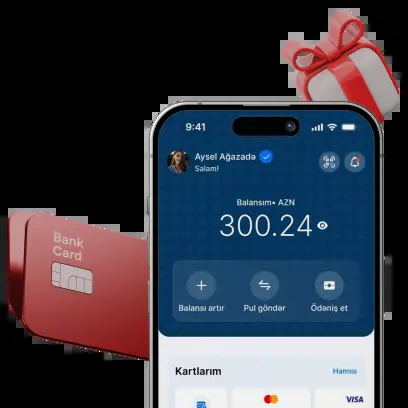 9:41
Aysel Ağazadə
Salam!
Balansım• AZN
300.24
Bank
Card
Balansı artır
Pul göndər
Ödəniş et
Kartlarım
Hamısı
VISA